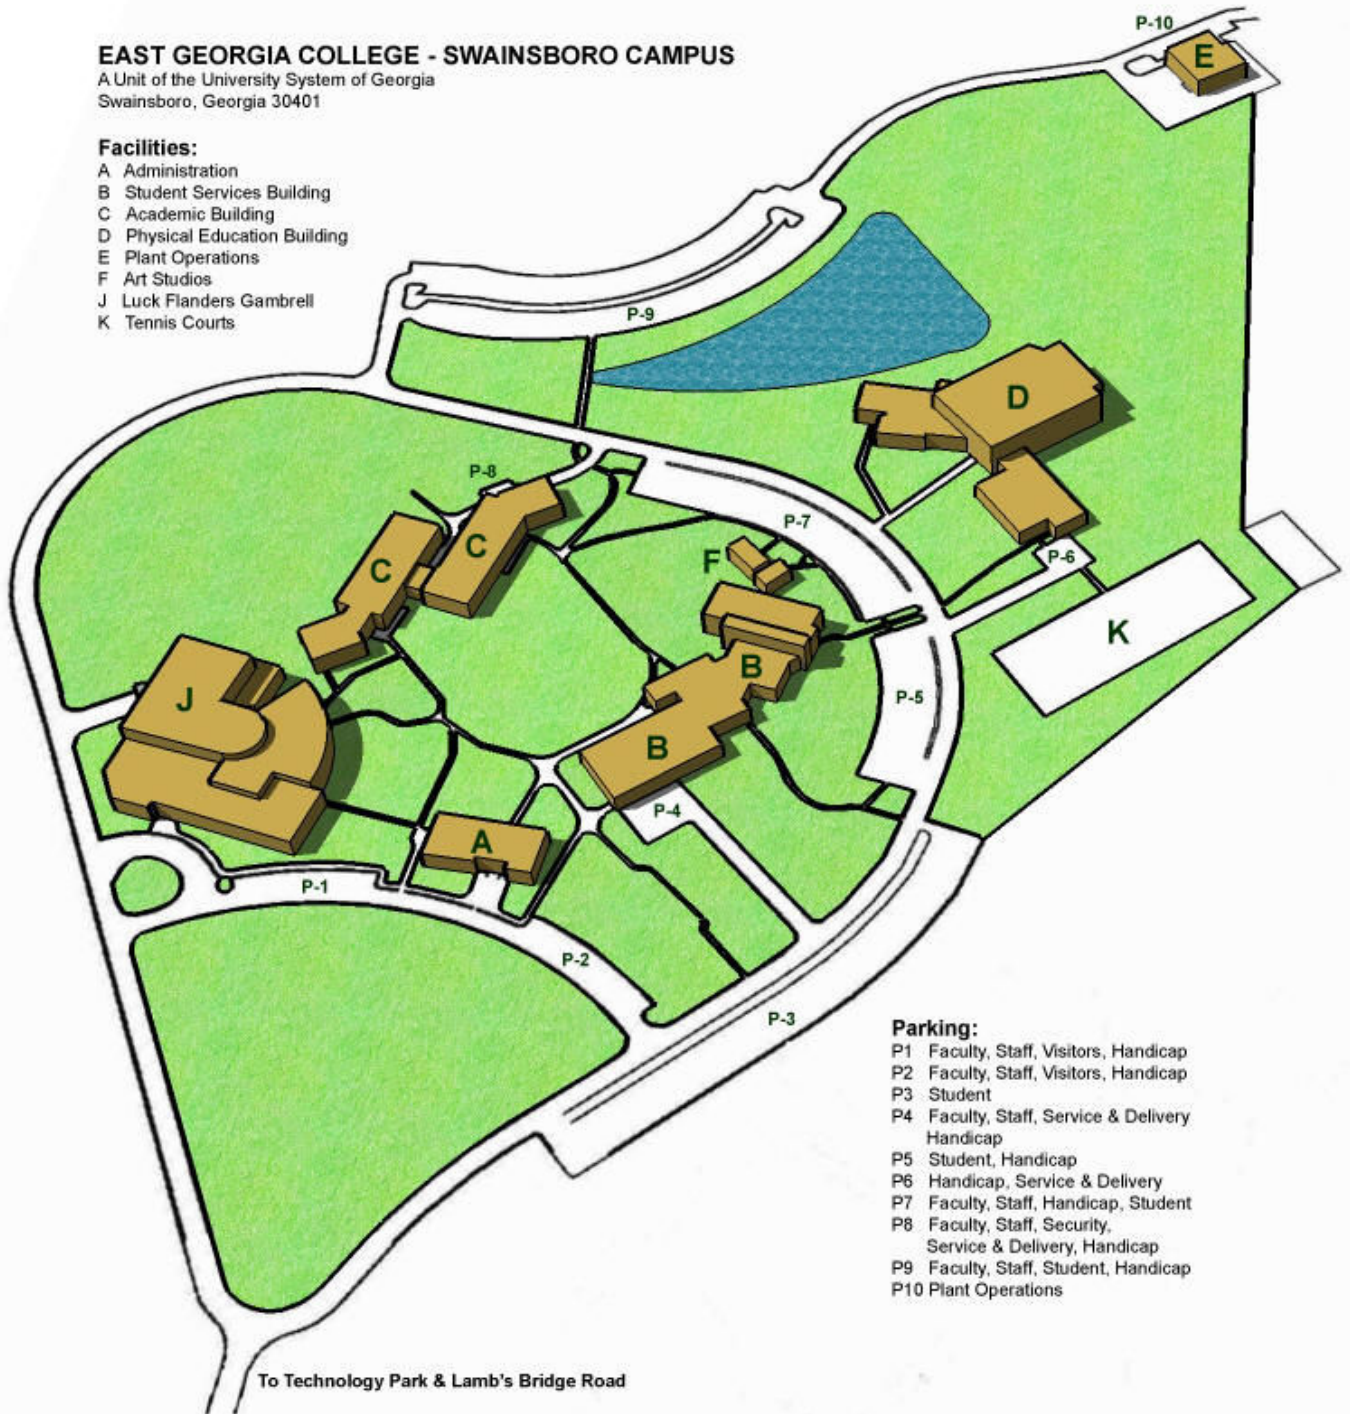 EAST GEORGIA COLLEGE - SWAINSBORO CAMPUS
A Unit of the University System of Georgia
Swainsboro, Georgia 30401
Facilities:
A Administration
B Student Services Building
C Academic Building
D Physical Education Building
E Plant Operations
F Art Studios
J Luck Flanders Gambrell
K Tennis Courts
P-10
E
P-9
D
P-8
P-7
C
C
F
P-6
K
B
J
P-5
B
P-4
A
P-1
P-2
P-3
Parking:
P1 Faculty, Staff, Visitors, Handicap
P2 Faculty, Staff, Visitors, Handicap
P3 Student
P4 Faculty, Staff, Service & Delivery
Handicap
P5 Student, Handicap
P6 Handicap, Service & Delivery
P7 Faculty, Staff, Handicap, Student
P8 Faculty, Staff, Security,
Service & Delivery, Handicap
P9 Faculty, Staff, Student, Handicap
P10 Plant Operations
To Technology Park & Lamb's Bridge Road